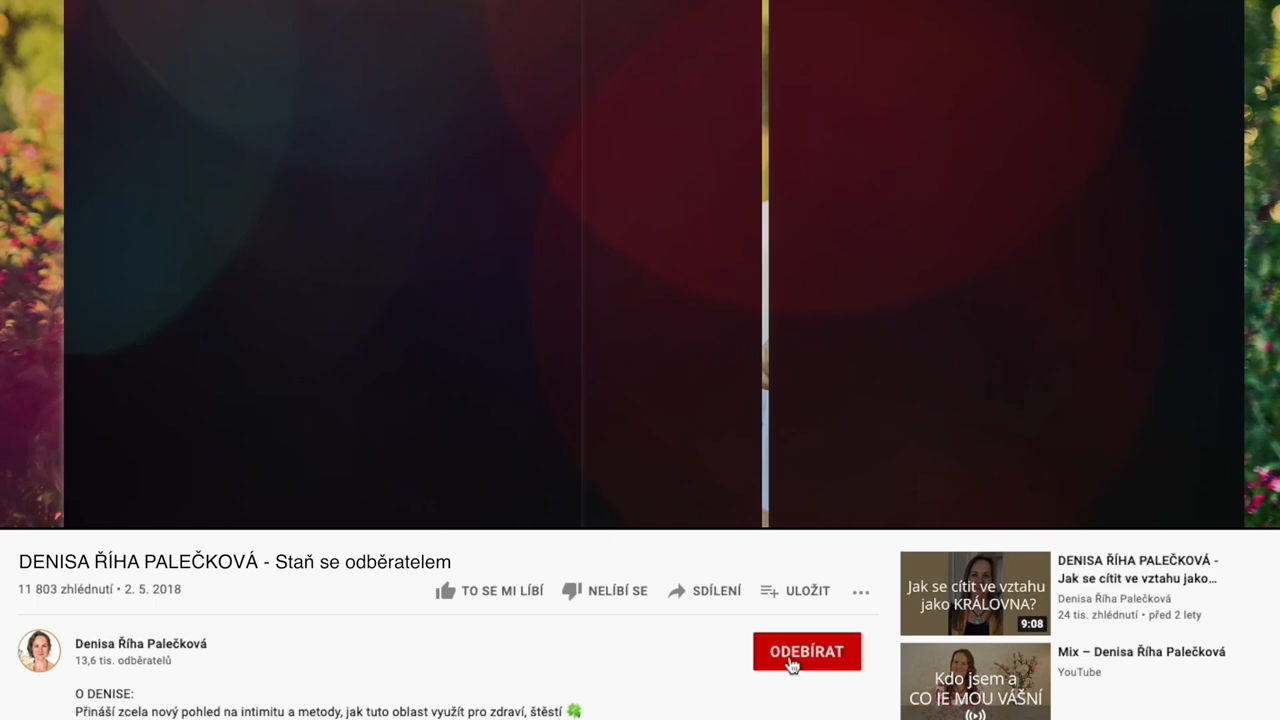 DENISA ŘÍHA PALEČKOVÁ - Staň se odběratelem
11 803 zhlédnutí • 2. 5. 2018
TO SE MI LÍBÍ
NELÍBÍ SE
SDÍLENÍ
ULOŽIT
Denisa Říha Palečková
13,6 tis. odběratelů
ODEBÍRAT
O DENISE:
Přináší zcela nový pohled na intimitu a metody, jak tuto oblast využít pro zdraví, štěstí 🍀
Jak se cítit ve vztahu
jako KRÁLOVNA?
9:08
DENISA ŘÍHA PALEČKOVÁ -
Jak se cítit ve vztahu jako...
Denisa Říha Palečková
24 tis. zhlédnutí • před 2 lety
Kdo jsem a
CO JE MOU VÁŠNÍ
Mix – Denisa Říha Palečková
YouTube